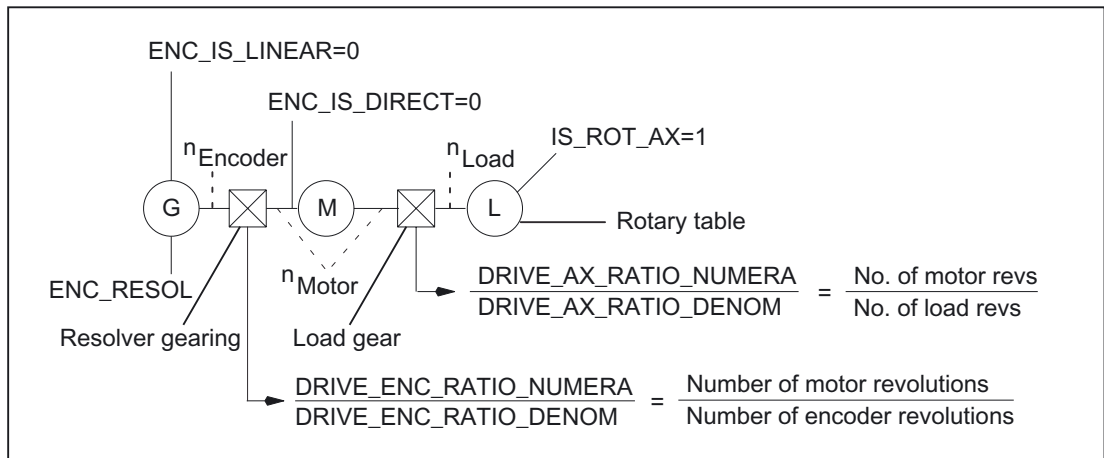 ENC_IS_LINEAR=0
ENC_IS_DIRECT=0
IS_ROT_AX=1
nEncoder
nLoad
G
M
L
Rotary table
ENC_RESOL
nMotor
DRIVE_AX_RATIO_NUMERA
DRIVE_AX_RATIO_DENOM
=
No. of motor revs
No. of load revs
Resolver gearing
Load gear
DRIVE_ENC_RATIO_NUMERA
DRIVE_ENC_RATIO_DENOM
=
Number of motor revolutions
Number of encoder revolutions